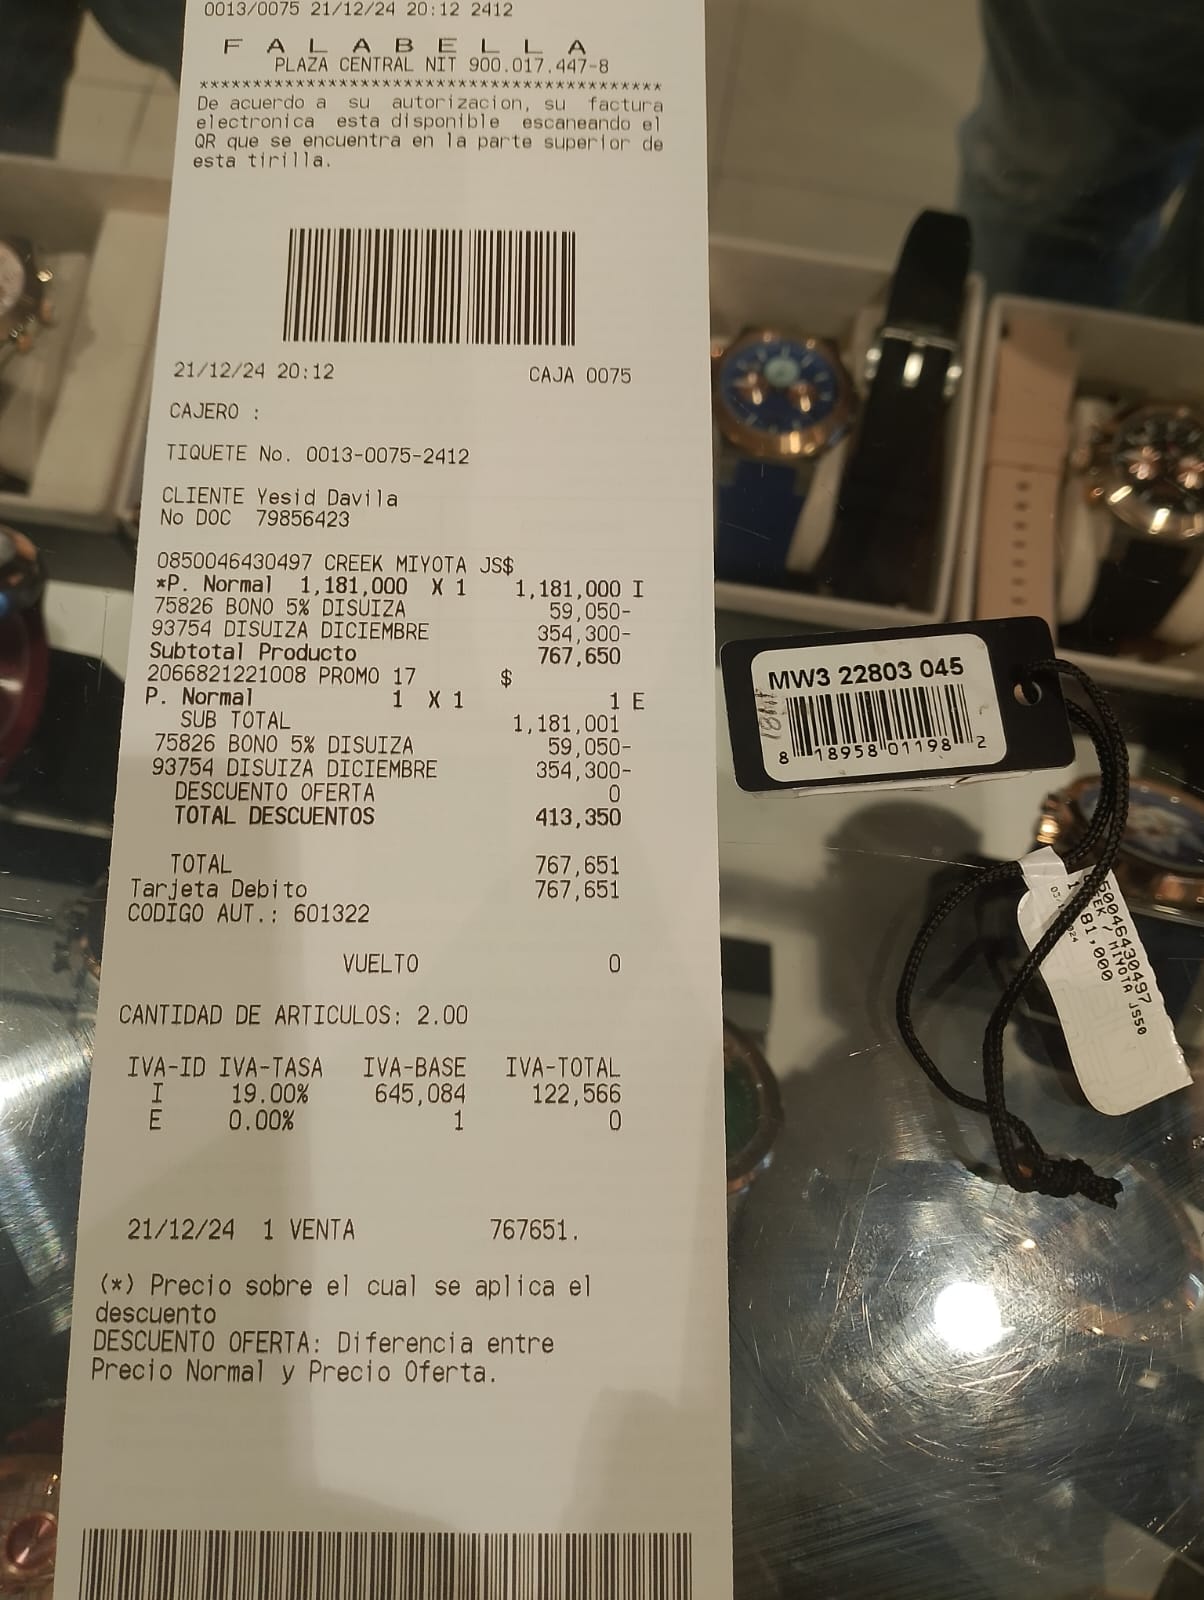 0013/0075 21/12/24 20:12 2412
F A L A B E L L A
PLAZA CENTRAL NIT 900.017.447-8
******************************************
De acuerdo a su autorizacion, su factura
electronica esta disponible escaneando el
QR que se encuentra en la parte superior de
esta tirilla.
21/12/24 20:12 CAJA 0075
CAJERO :
TIQUETE No. 0013-0075-2412
CLIENTE Yesid Davila
No DOC 79856423
0850046430497 CREEK MIYOTA JS$
*P. Normal 1,181,000 X 1 1,181,000 I
75826 BONO 5% DISUIZA 59,050-
93754 DISUIZA DICIEMBRE 354,300-
Subtotal Producto 767,650
2066821221008 PROMO 17 $
P. Normal 1 X 1 1 E
SUB TOTAL 1,181,001
75826 BONO 5% DISUIZA 59,050-
93754 DISUIZA DICIEMBRE 354,300-
DESCUENTO OFERTA 0
TOTAL DESCUENTOS 413,350
TOTAL 767,651
Tarjeta Debito 767,651
CODIGO AUT.: 601322
VUELTO 0
CANTIDAD DE ARTICULOS: 2.00
IVA-ID IVA-TASA IVA-BASE IVA-TOTAL
I 19.00% 645,084 122,566
E 0.00% 1 0
21/12/24 1 VENTA 767651.
(*) Precio sobre el cual se aplica el
descuento
DESCUENTO OFERTA: Diferencia entre
Precio Normal y Precio Oferta.
MW3 22803 045
8 18958 01198 2
MIYOTA JS50